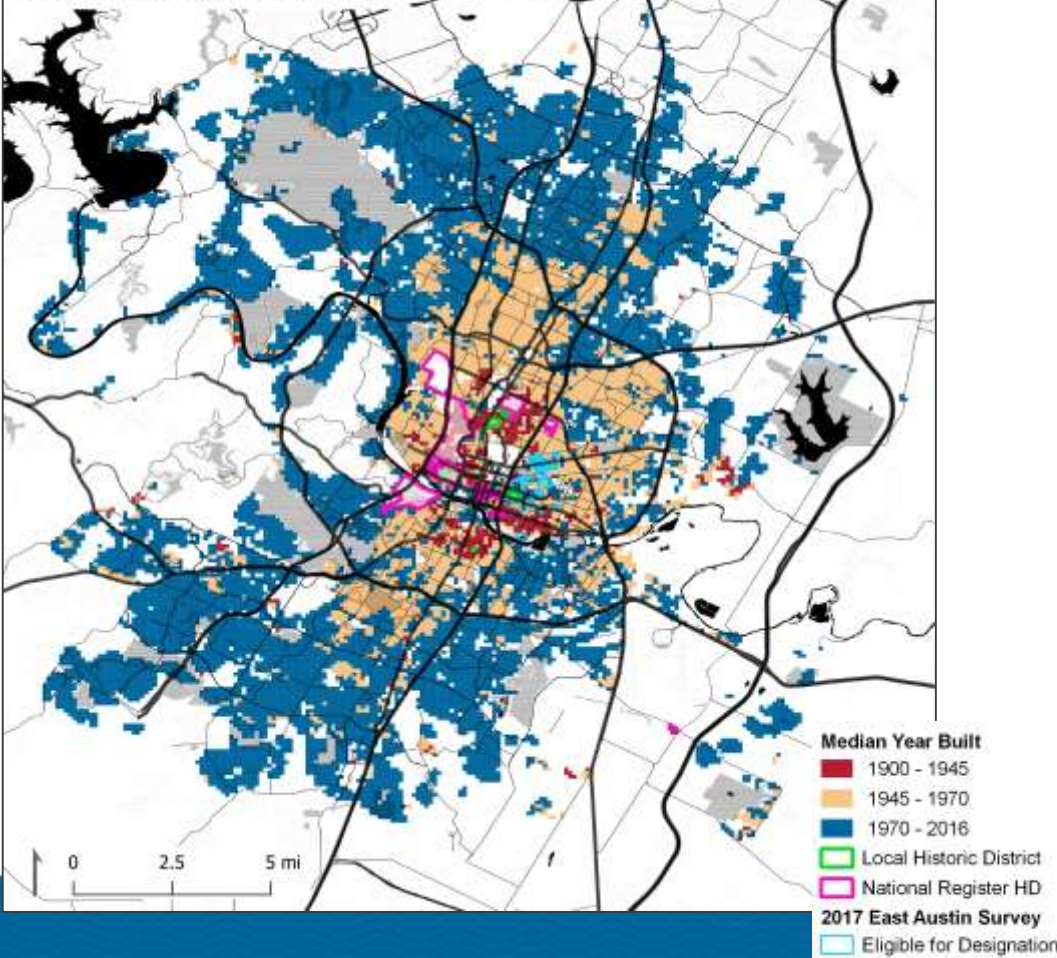 0 2.5 5 mi
Median Year Built
1900 - 1945
1945 - 1970
1970 - 2016
Local Historic District
National Register HD
2017 East Austin Survey
Eligible for Designation